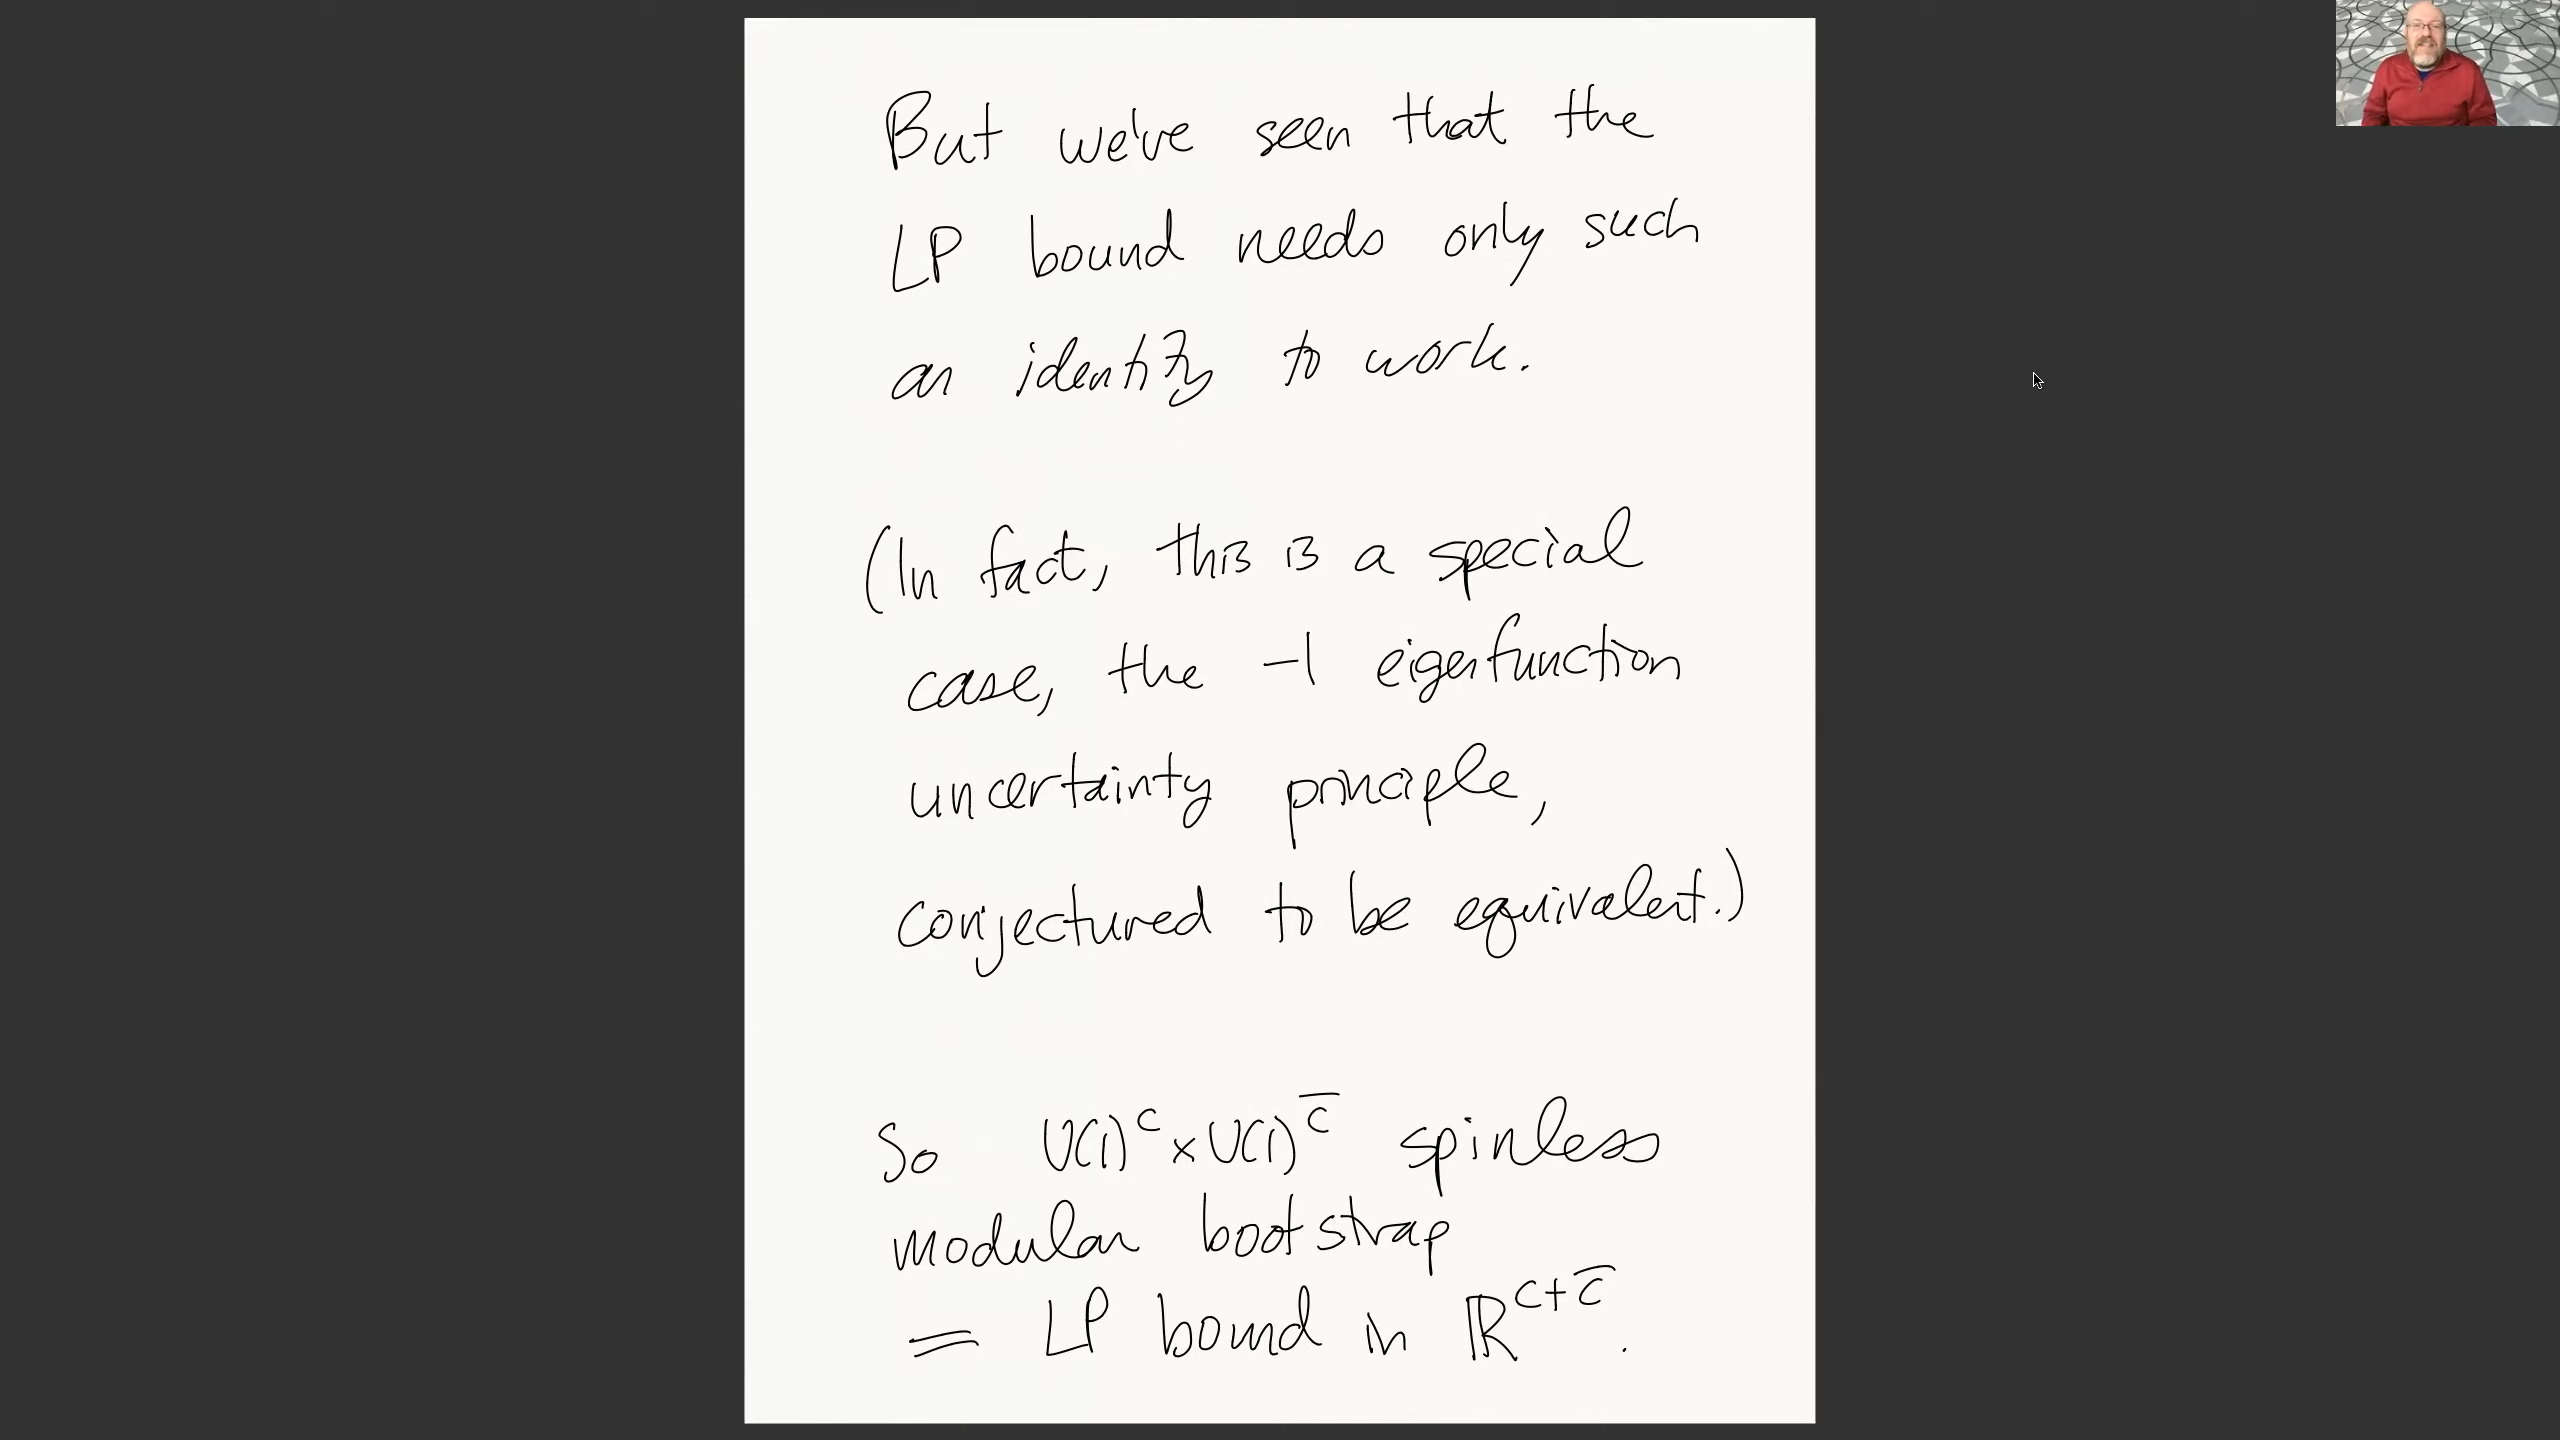 But we've seen that the
LP bound needs only such
an identity to work.
(In fact, this is a special
case, the -1 eigenfunction
uncertainty principle,
conjectured to be equivalent.)
So U(1)^c × U(1)^c̅ spinless
modular bootstrap
= LP bound in ℝ^{c+c̅}.